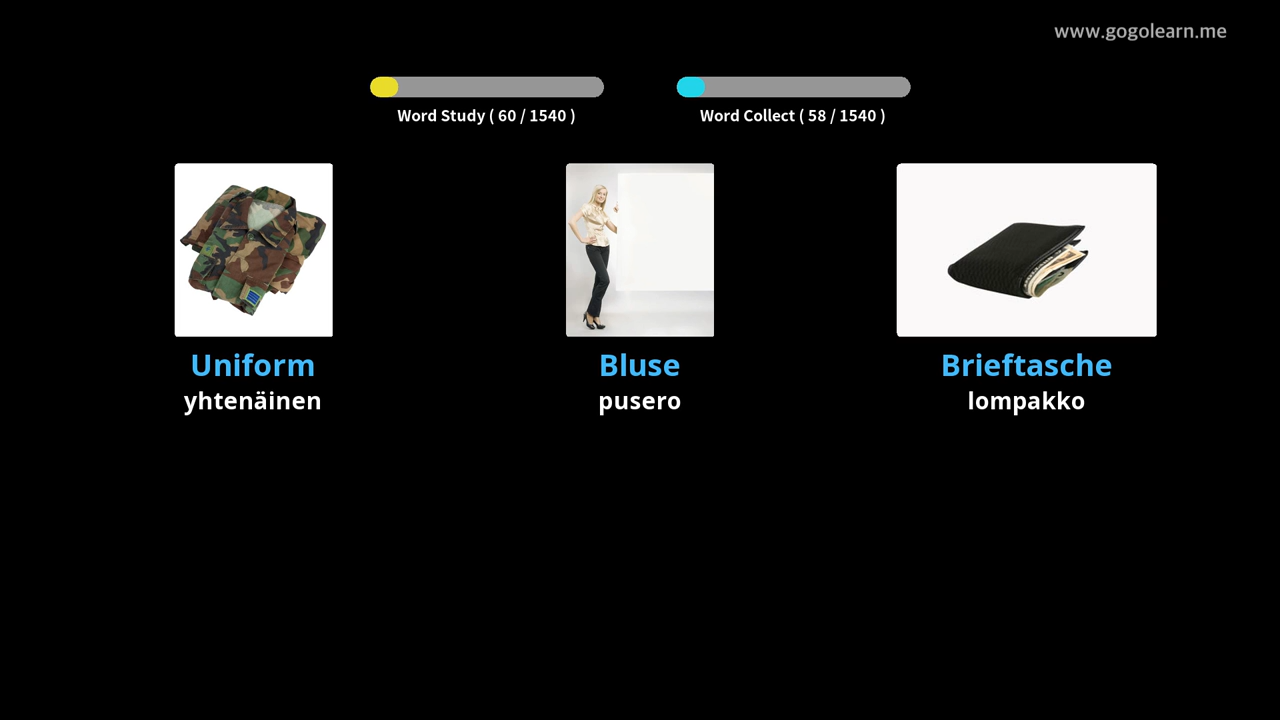 www.gogolearn.me
Word Study ( 60 / 1540 )
Word Collect ( 58 / 1540 )
Uniform
yhtenäinen
Bluse
pusero
Brieftasche
lompakko